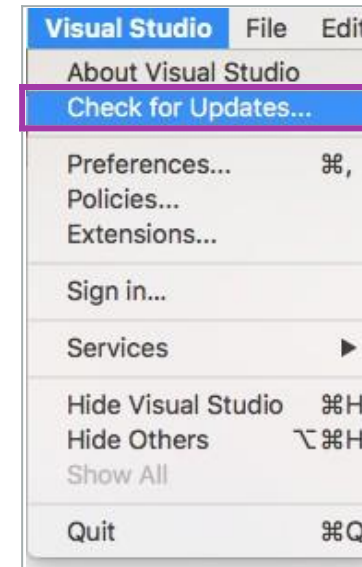 Visual Studio File Edit
About Visual Studio
Check for Updates...
Preferences... ⌘,
Policies...
Extensions...
Sign in...
Services ▶
Hide Visual Studio ⌘H
Hide Others ⌥⌘H
Show All
Quit ⌘Q